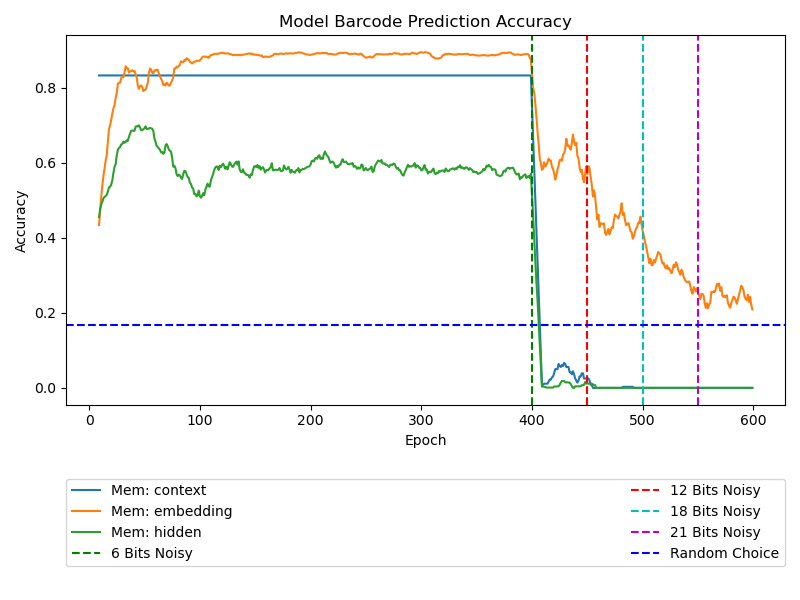 Model Barcode Prediction Accuracy
Accuracy
0.8
0.6
0.4
0.2
0.0
0 100 200 300 400 500 600
Epoch
Mem: context
Mem: embedding
Mem: hidden
6 Bits Noisy
12 Bits Noisy
18 Bits Noisy
21 Bits Noisy
Random Choice